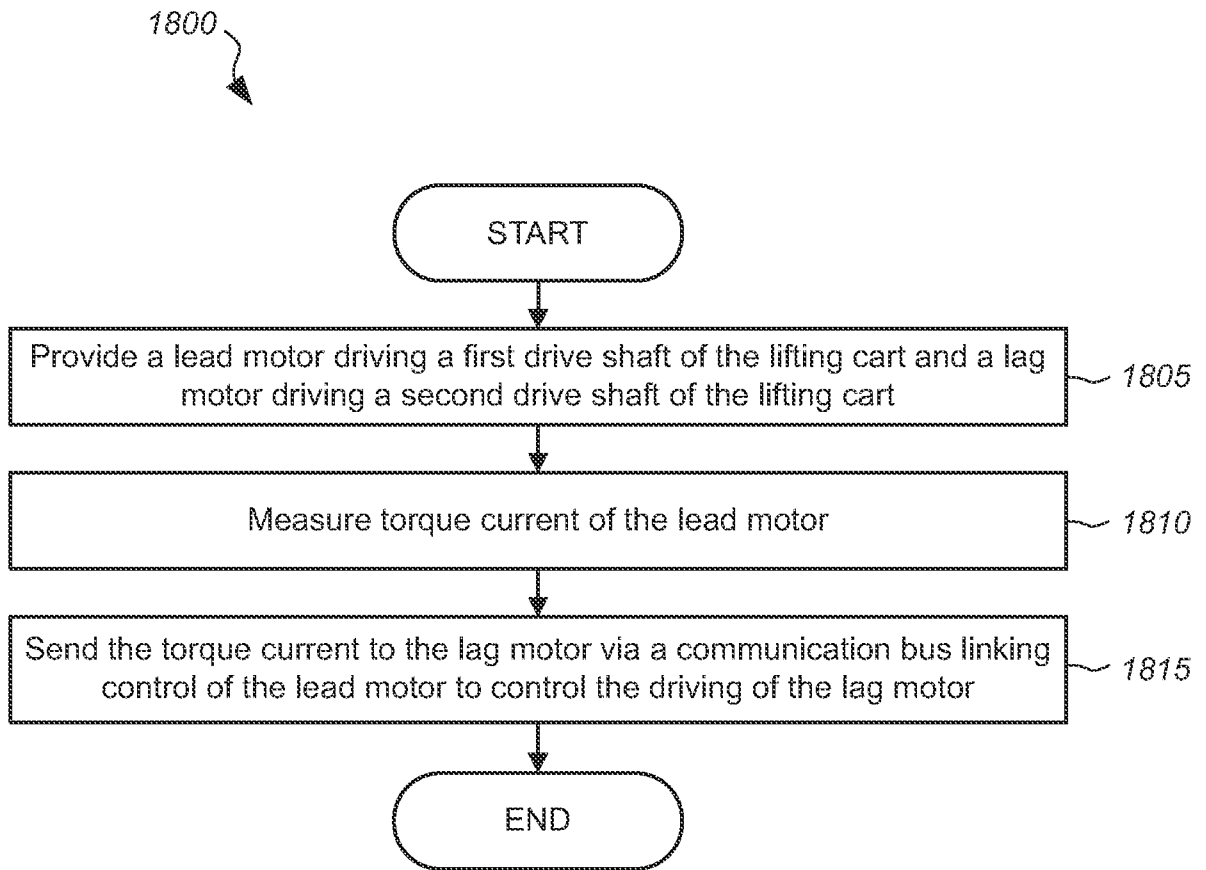 1800
START
Provide a lead motor driving a first drive shaft of the lifting cart and a lag
motor driving a second drive shaft of the lifting cart
1805
Measure torque current of the lead motor
1810
Send the torque current to the lag motor via a communication bus linking
control of the lead motor to control the driving of the lag motor
1815
END